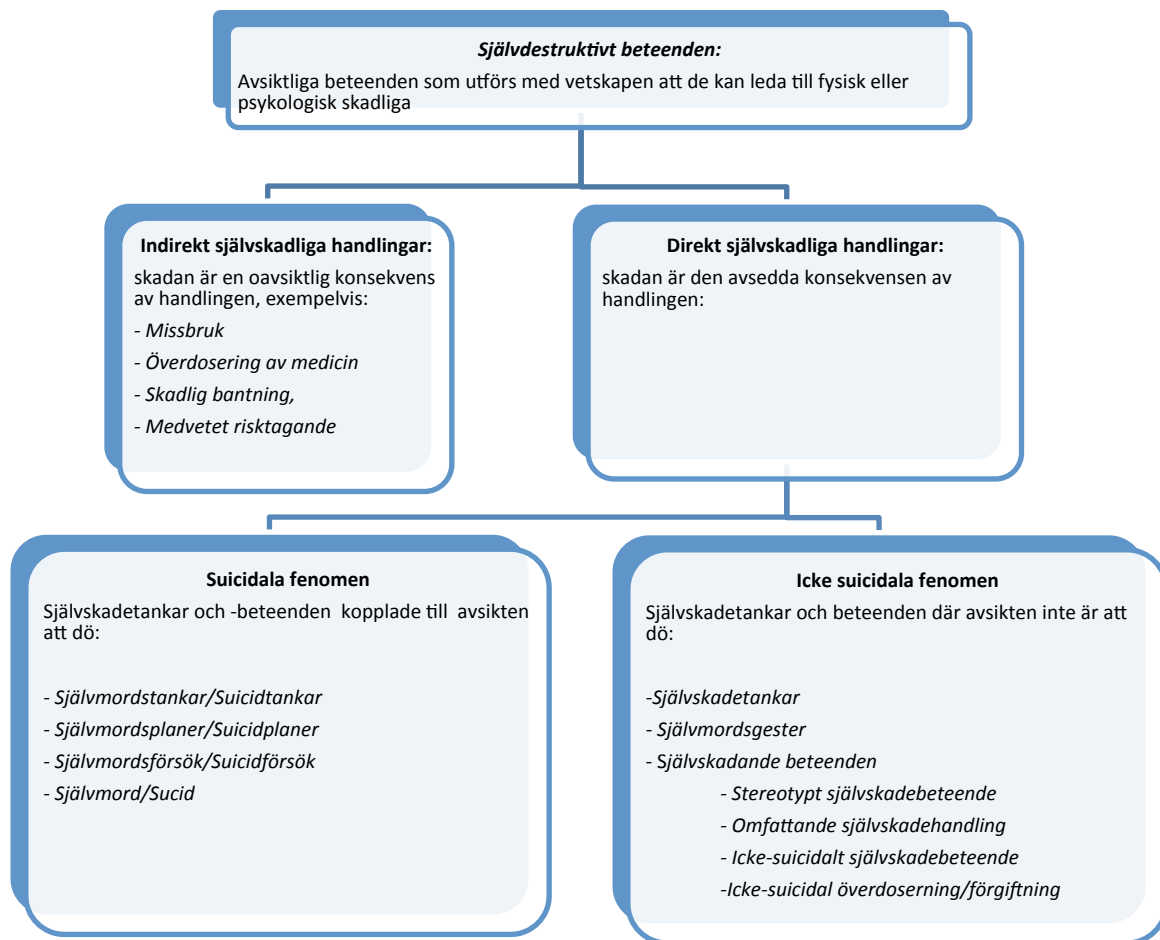 Självdestruktivt beteenden:
Avsiktliga beteenden som utförs med vetskapen att de kan leda till fysisk eller
psykologisk skadliga
Indirekt självskadliga handlingar:
skadan är en oavsiktlig konsekvens
av handlingen, exempelvis:
- Missbruk
- Överdosering av medicin
- Skadlig bantning,
- Medvetet risktagande
Direkt självskadliga handlingar:
skadan är den avsedda konsekvensen av
handlingen:
Suicidala fenomen
Självskadetankar och -beteenden kopplade till avsikten
att dö:
- Självmordstankar/Suicidtankar
- Självmordsplaner/Suicidplaner
- Självmordsförsök/Suicidförsök
- Självmord/Sucid
Icke suicidala fenomen
Självskadetankar och beteenden där avsikten inte är att
dö:
-Självskadetankar
- Självmordsgester
- Självskadande beteenden
- Stereotypt självskadebeteende
- Omfattande självskadehandling
- Icke-suicidalt självskadebeteende
-Icke-suicidal överdoserning/förgiftning